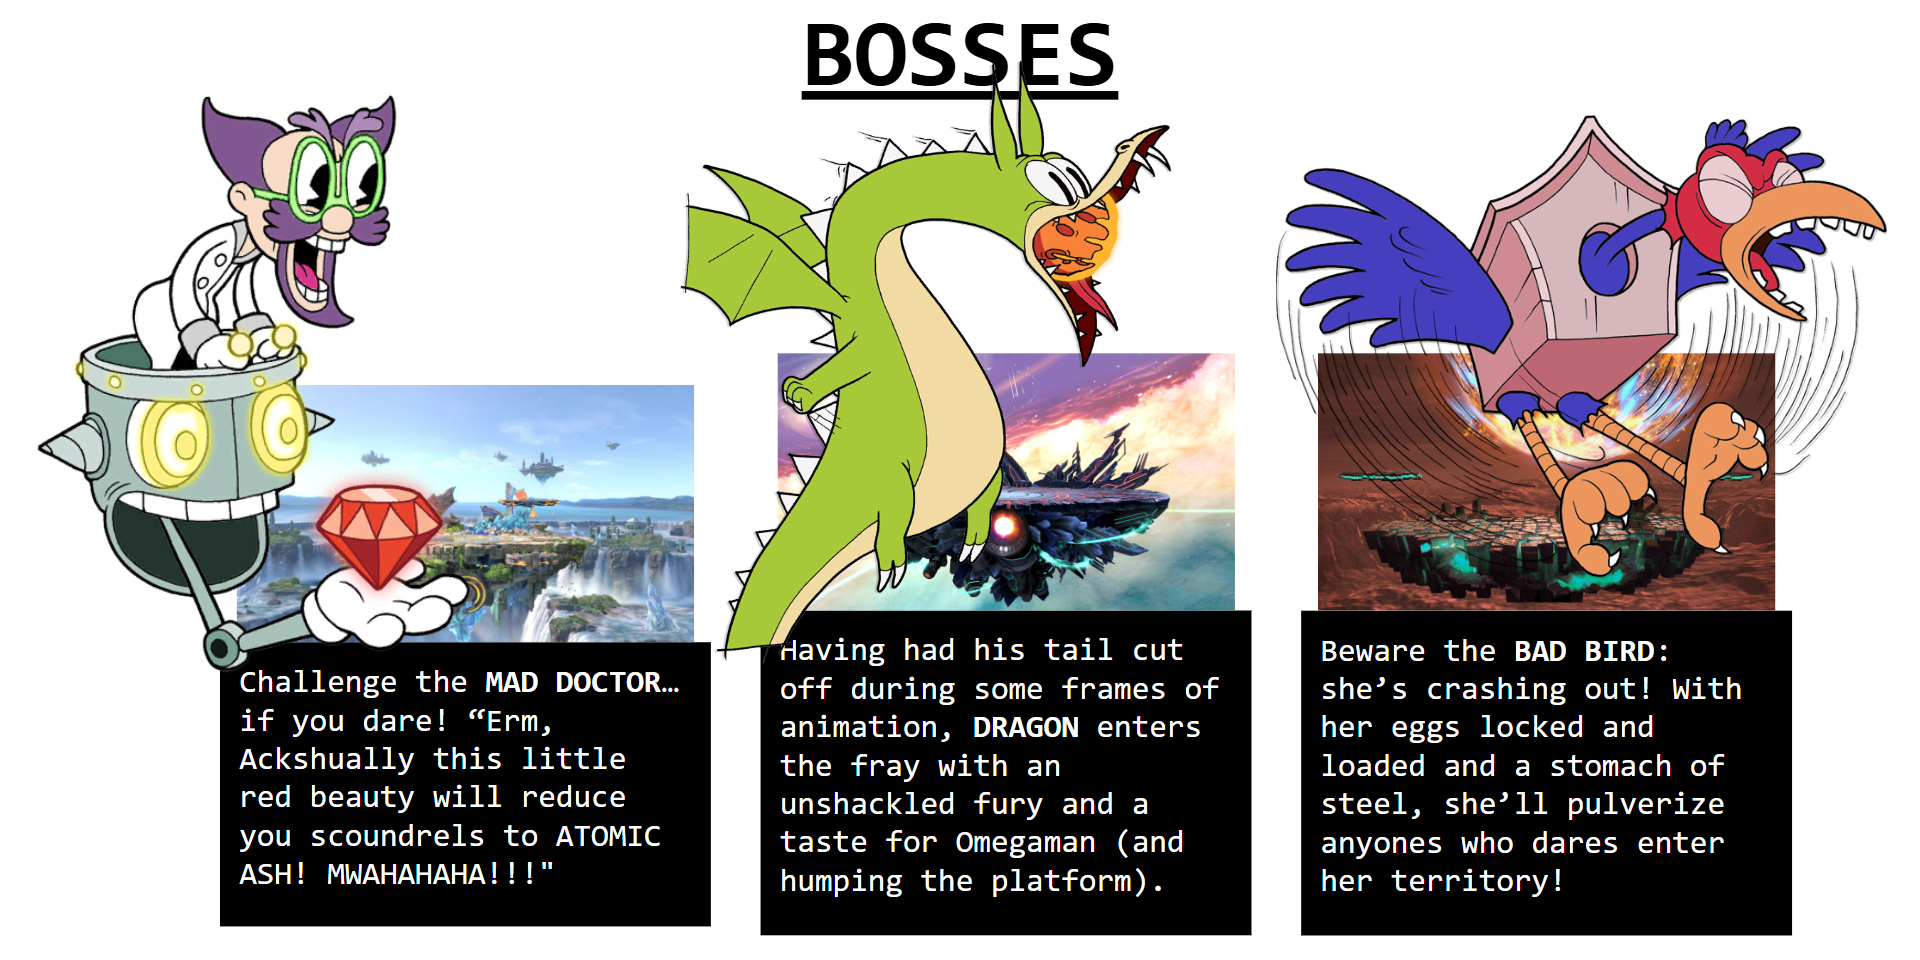 BOSSES
Challenge the MAD DOCTOR…
if you dare! “Erm,
Ackshually this little
red beauty will reduce
you scoundrels to ATOMIC
ASH! MWAHAHAHA!!!"
Having had his tail cut
off during some frames of
animation, DRAGON enters
the fray with an
unshackled fury and a
taste for Omegaman (and
humping the platform).
Beware the BAD BIRD:
she’s crashing out! With
her eggs locked and
loaded and a stomach of
steel, she’ll pulverize
anyones who dares enter
her territory!